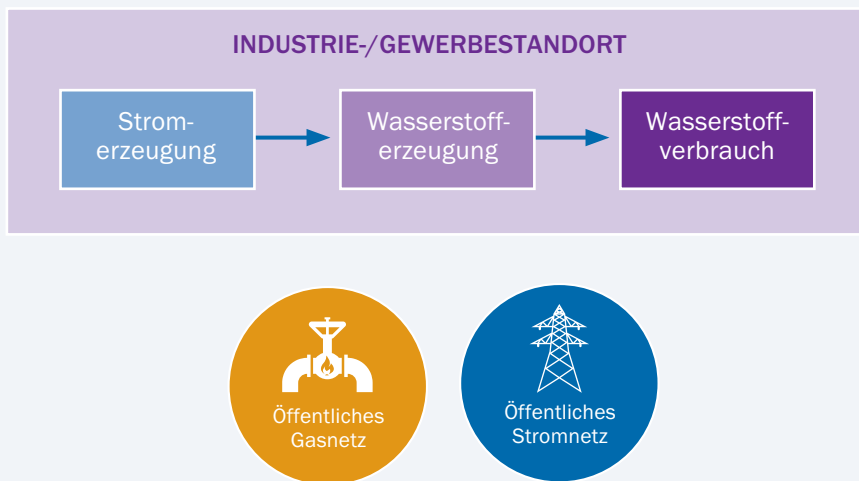 INDUSTRIE-/GEWERBESTANDORT
Strom-
erzeugung
Wasserstoff-
erzeugung
Wasserstoff-
verbrauch
Öffentliches
Gasnetz
Öffentliches
Stromnetz